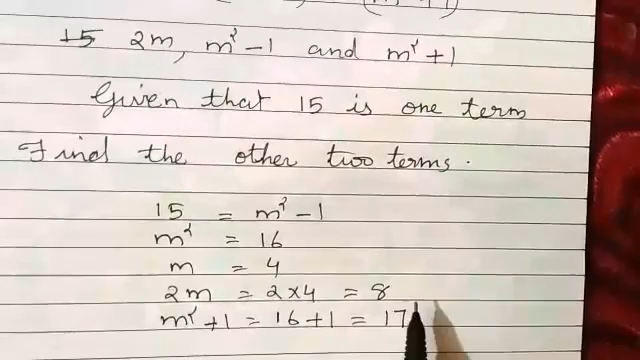 15 2m, m² - 1 and m² + 1
Given that 15 is one term
Find the other two terms.
15 = m² - 1
m² = 16
m = 4
2m = 2×4 = 8
m² + 1 = 16 + 1 = 17